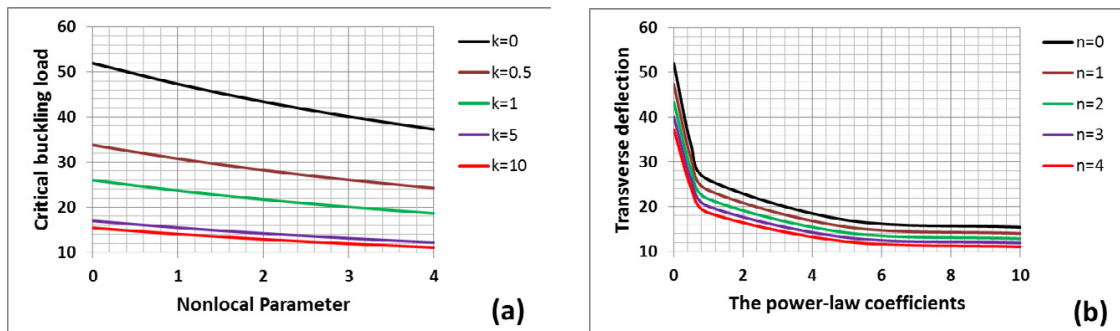 Critical buckling load
60
50
40
30
20
10
0 1 2 3 4
Nonlocal Parameter
k=0
k=0.5
k=1
k=5
k=10
(a)
Transverse deflection
60
50
40
30
20
10
0 2 4 6 8 10
The power-law coefficients
n=0
n=1
n=2
n=3
n=4
(b)